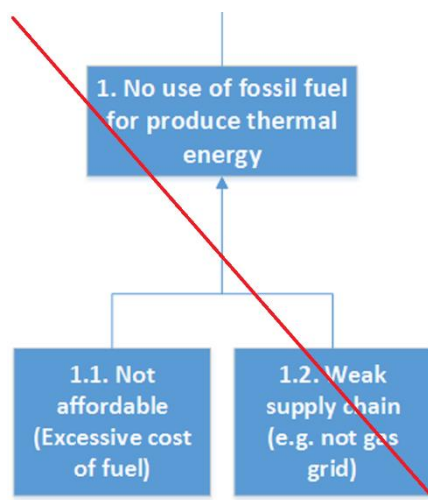 1. No use of fossil fuel
for produce thermal
energy
1.1. Not
affordable
(Excessive cost
of fuel)
1.2. Weak
supply chain
(e.g. not gas
grid)